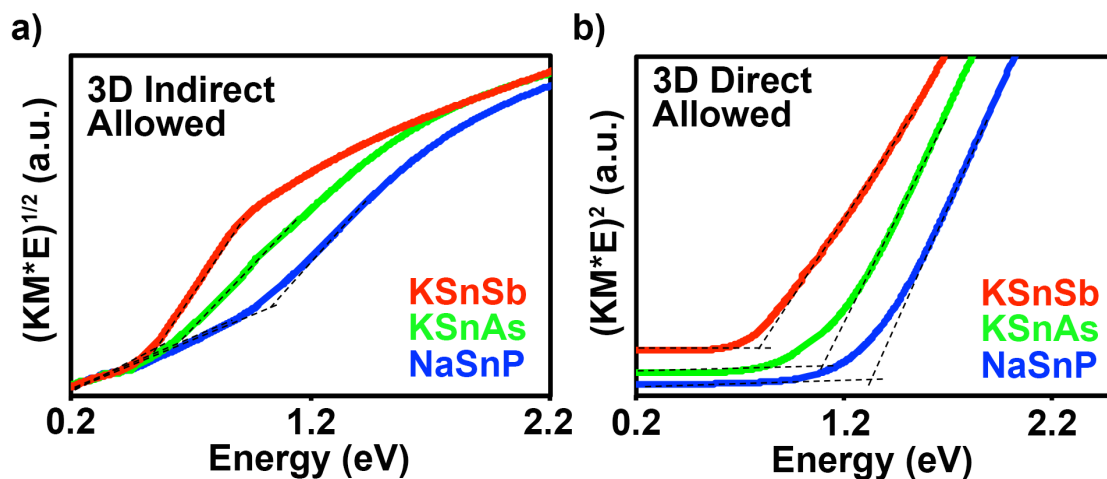 a)
3D Indirect
Allowed
(KM*E)1/2 (a.u.)
KSnSb
KSnAs
NaSnP
0.2 1.2 2.2
Energy (eV)
b)
3D Direct
Allowed
(KM*E)2 (a.u.)
KSnSb
KSnAs
NaSnP
0.2 1.2 2.2
Energy (eV)